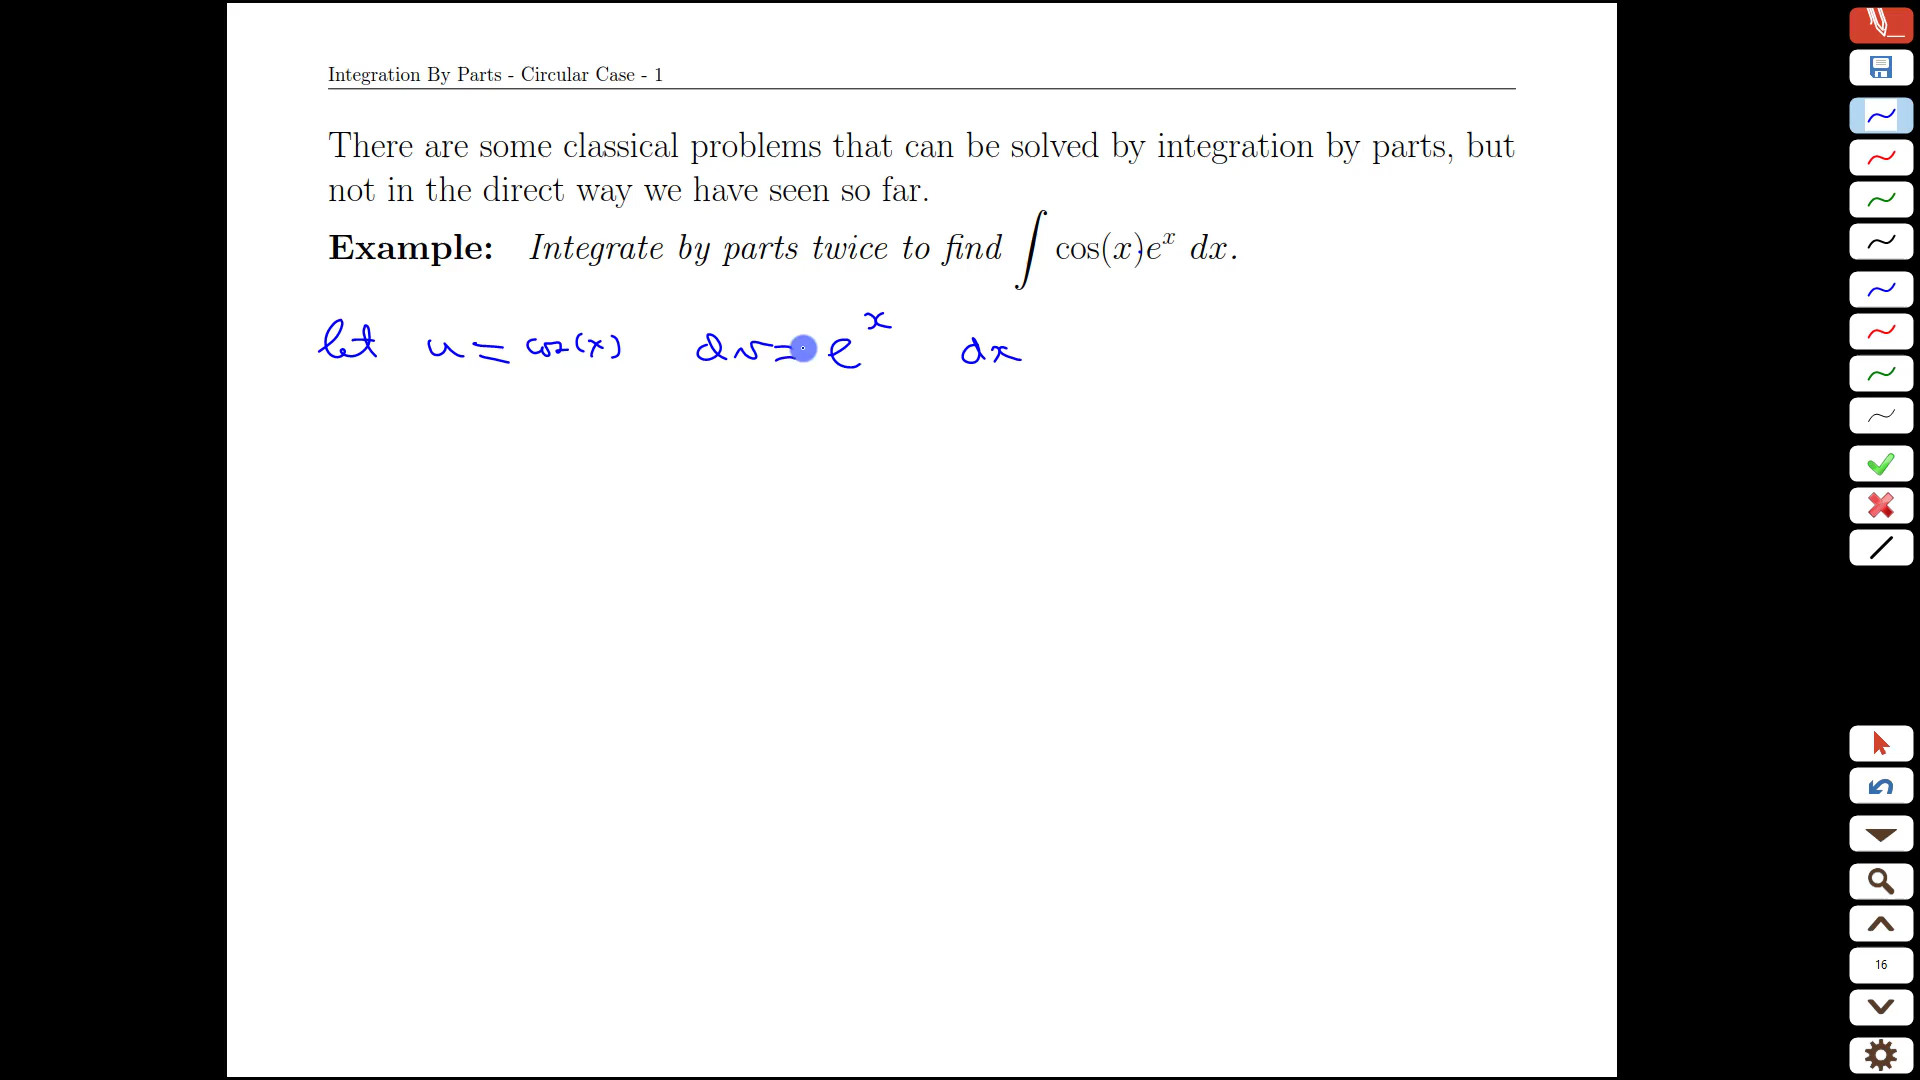 Integration By Parts - Circular Case - 1
There are some classical problems that can be solved by integration by parts, but
not in the direct way we have seen so far.
Example: Integrate by parts twice to find ∫ cos(x)eˣ dx.
let u = cos(x) dv = eˣ dx
16